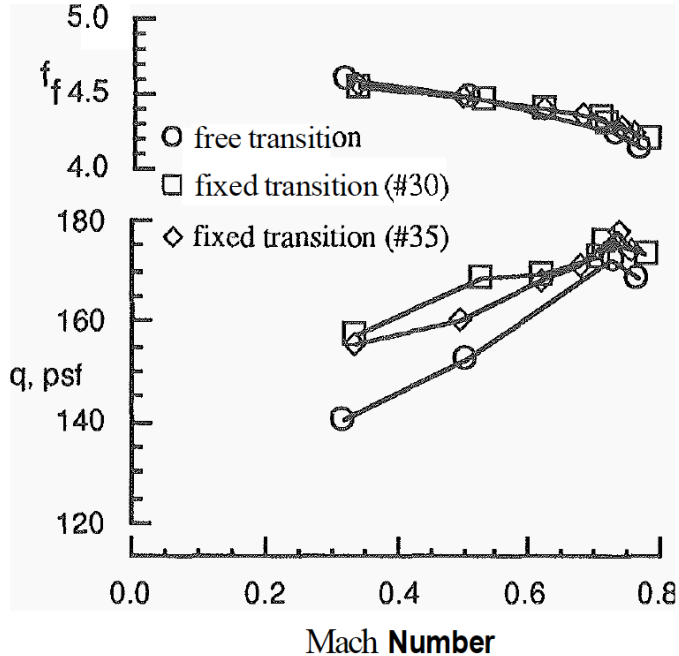 5.0
f_f 4.5
4.0
free transition
fixed transition (#30)
fixed transition (#35)
180
160
q, psf
140
120
0.0 0.2 0.4 0.6 0.8
Mach Number